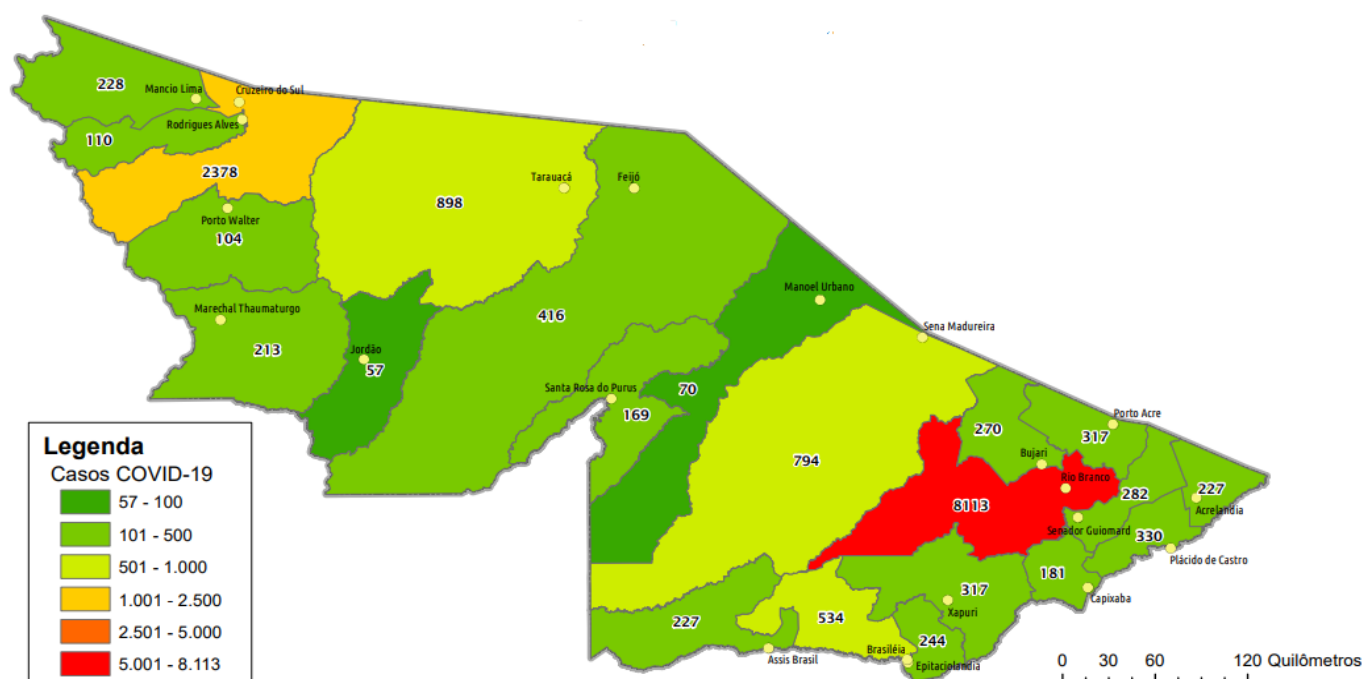 228
Mancio Lima
Cruzeiro do Sul
Rodrigues Alves
110
2378
Tarauacá
Feijó
898
Porto Walter
104
Manoel Urbano
Marechal Thaumaturgo
416
Sena Madureira
213
Jordão
57
Santa Rosa do Purus
70
169
Porto Acre
270
317
Bujari
794
Rio Branco
282
227
8113
Acrelandia
Senador Guiomard
330
Plácido de Castro
181
317
Capixaba
Xapuri
227
534
244
Brasiléia
Assis Brasil
Epitaciolandia
Legenda
Casos COVID-19
57 - 100
101 - 500
501 - 1.000
1.001 - 2.500
2.501 - 5.000
5.001 - 8.113
0 30 60 120 Quilômetros